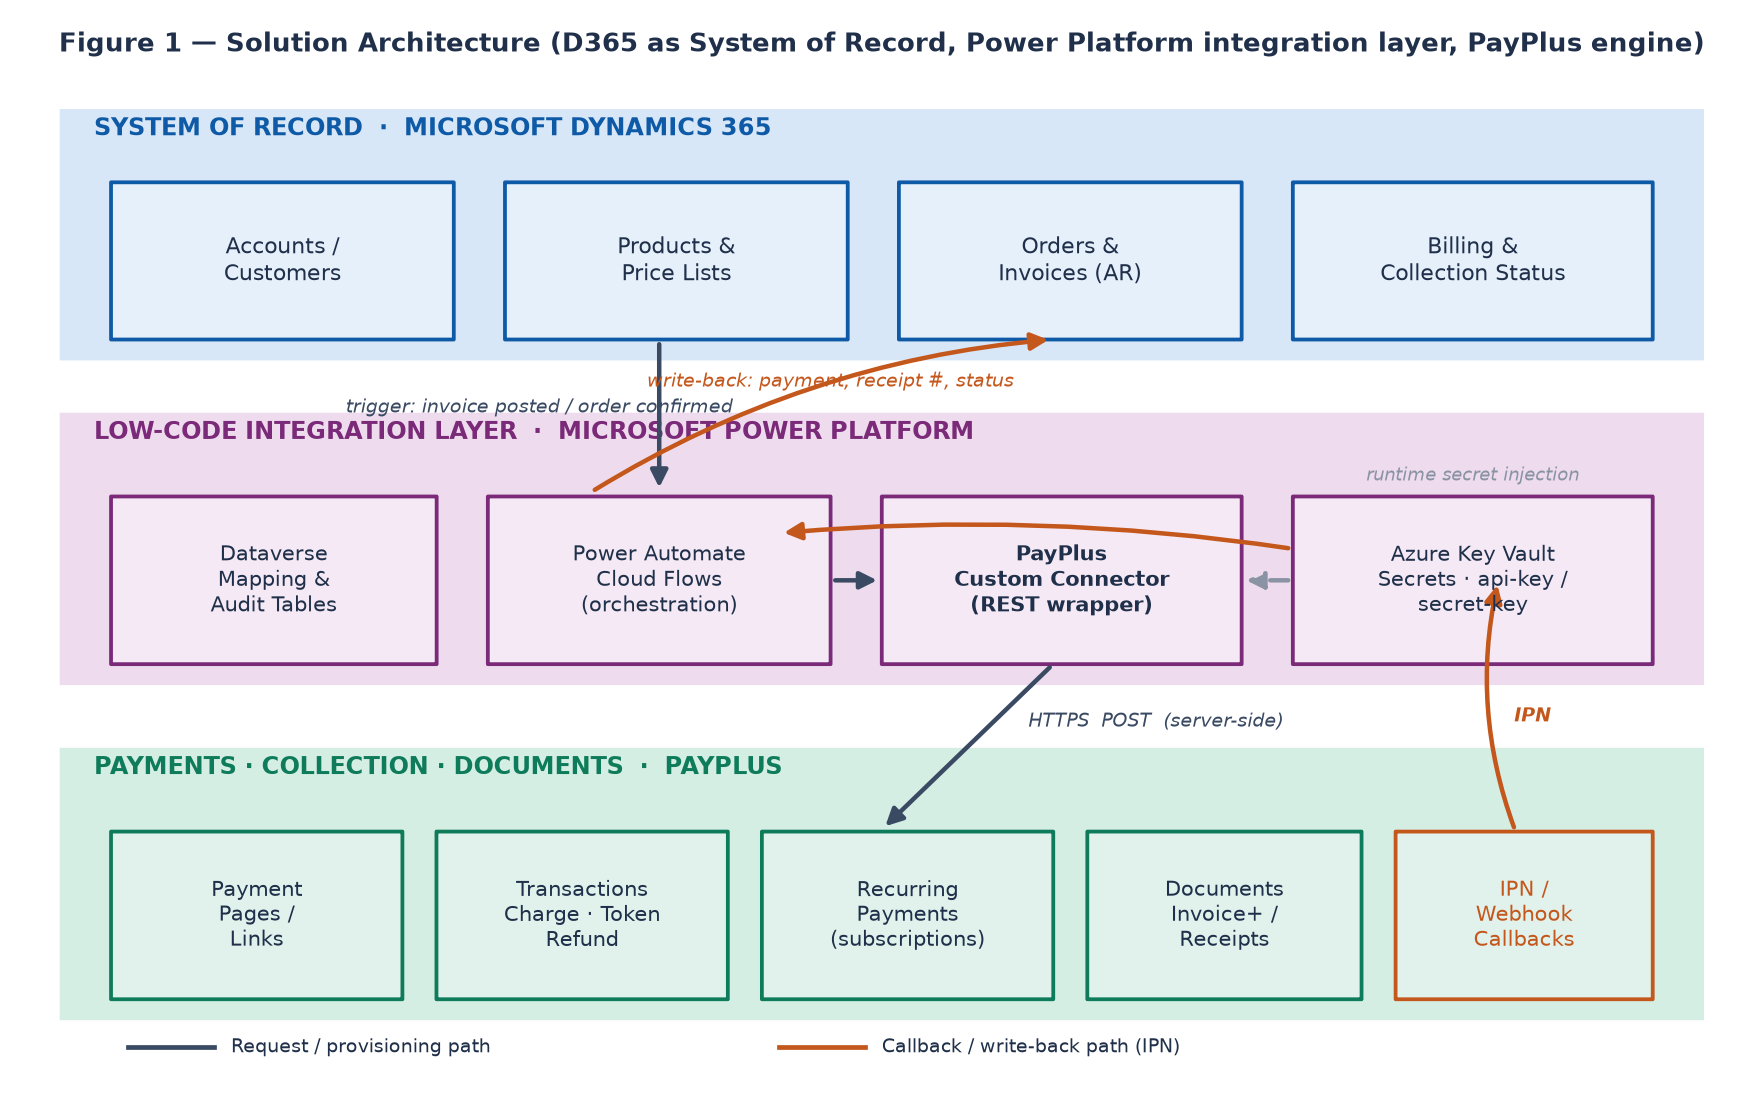 Figure 1 — Solution Architecture (D365 as System of Record, Power Platform integration layer, PayPlus engine)
SYSTEM OF RECORD · MICROSOFT DYNAMICS 365
Accounts /
Customers
Products &
Price Lists
Orders &
Invoices (AR)
Billing &
Collection Status
write-back: payment, receipt #, status
trigger: invoice posted / order confirmed
LOW-CODE INTEGRATION LAYER · MICROSOFT POWER PLATFORM
runtime secret injection
Dataverse
Mapping &
Audit Tables
Power Automate
Cloud Flows
(orchestration)
PayPlus
Custom Connector
(REST wrapper)
Azure Key Vault
Secrets · api-key /
secret-key
HTTPS POST (server-side)
IPN
PAYMENTS · COLLECTION · DOCUMENTS · PAYPLUS
Payment
Pages /
Links
Transactions
Charge · Token
Refund
Recurring
Payments
(subscriptions)
Documents
Invoice+ /
Receipts
IPN /
Webhook
Callbacks
Request / provisioning path
Callback / write-back path (IPN)